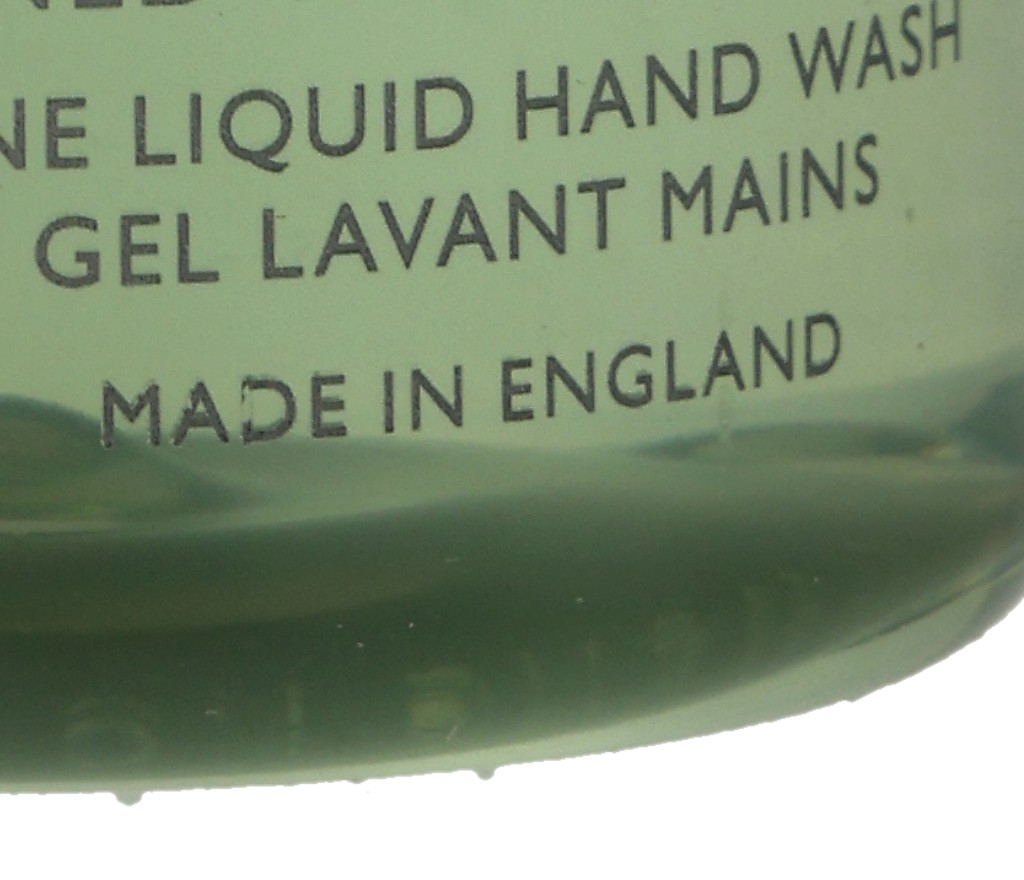 NE LIQUID HAND WASH
GEL LAVANT MAINS
MADE IN ENGLAND